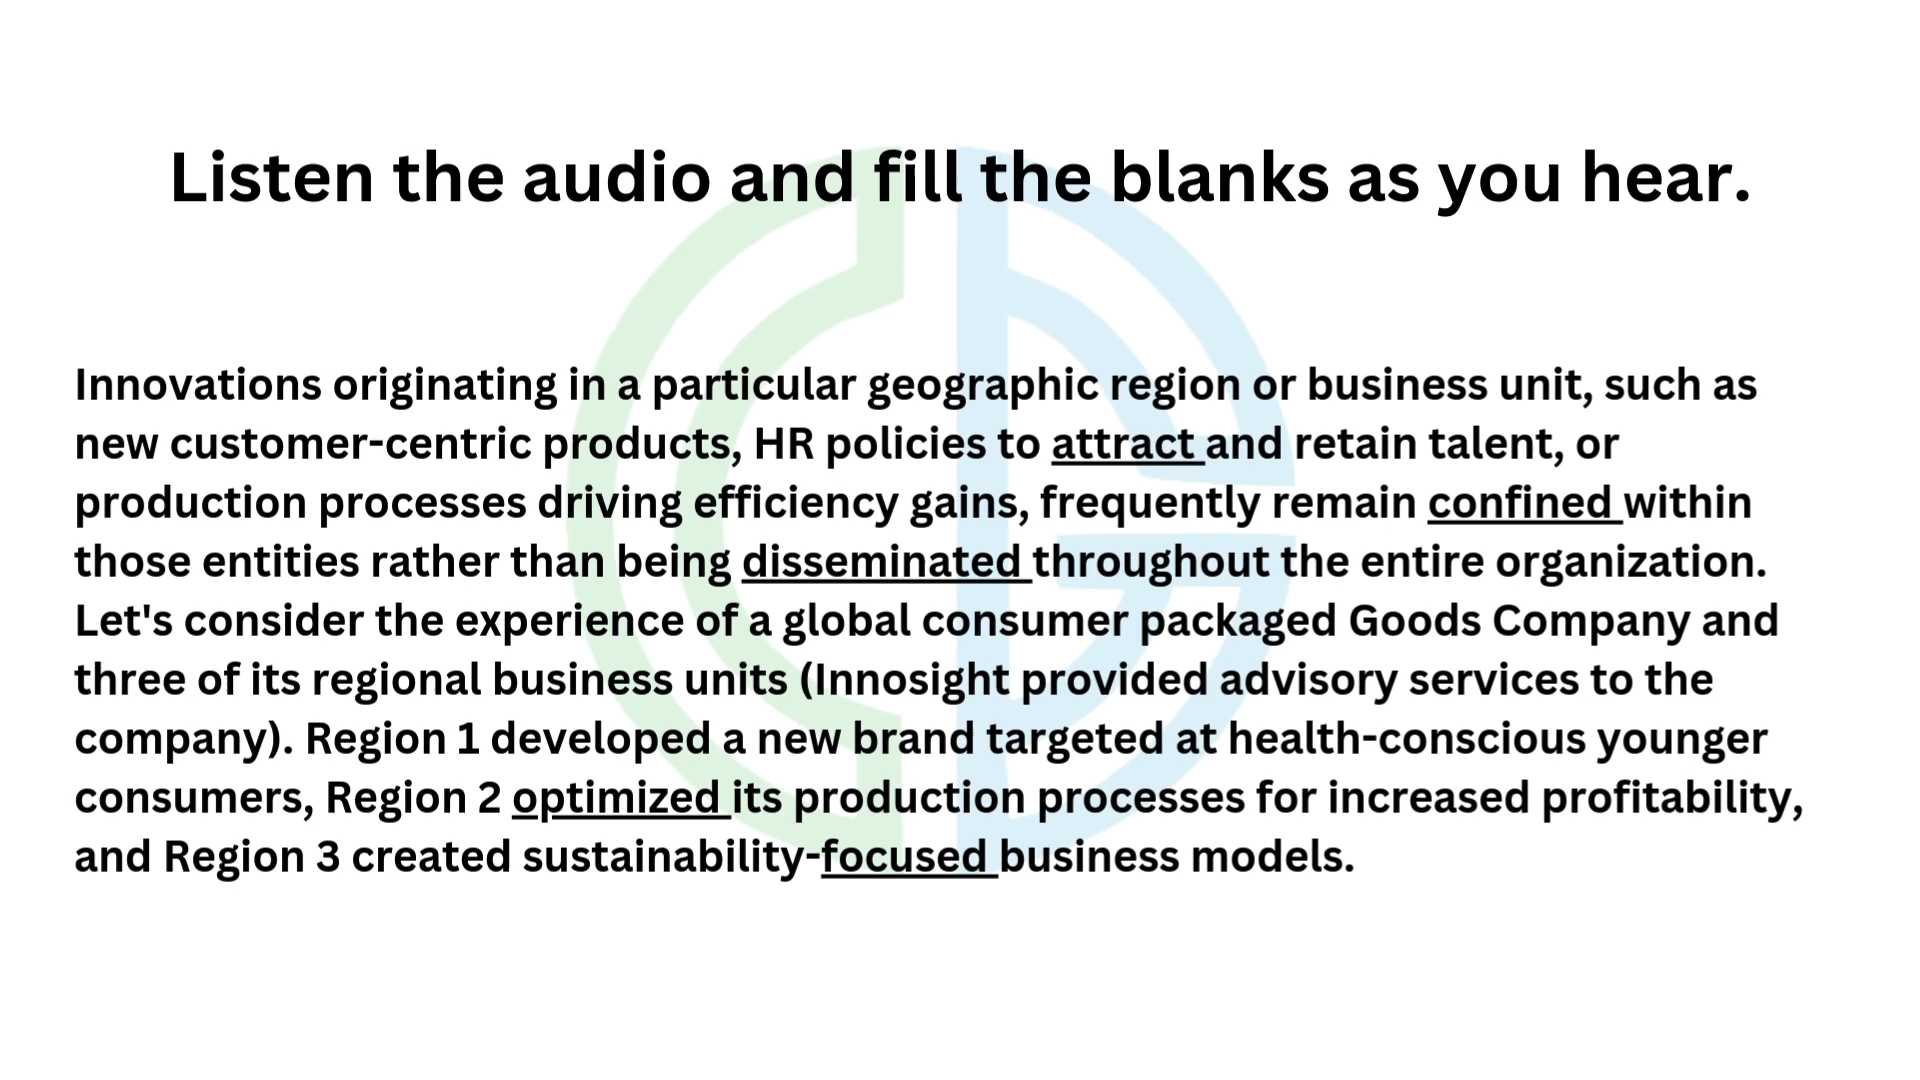 Listen the audio and fill the blanks as you hear.
Innovations originating in a particular geographic region or business unit, such as
new customer-centric products, HR policies to attract and retain talent, or
production processes driving efficiency gains, frequently remain confined within
those entities rather than being disseminated throughout the entire organization.
Let's consider the experience of a global consumer packaged Goods Company and
three of its regional business units (Innosight provided advisory services to the
company). Region 1 developed a new brand targeted at health-conscious younger
consumers, Region 2 optimized its production processes for increased profitability,
and Region 3 created sustainability-focused business models.